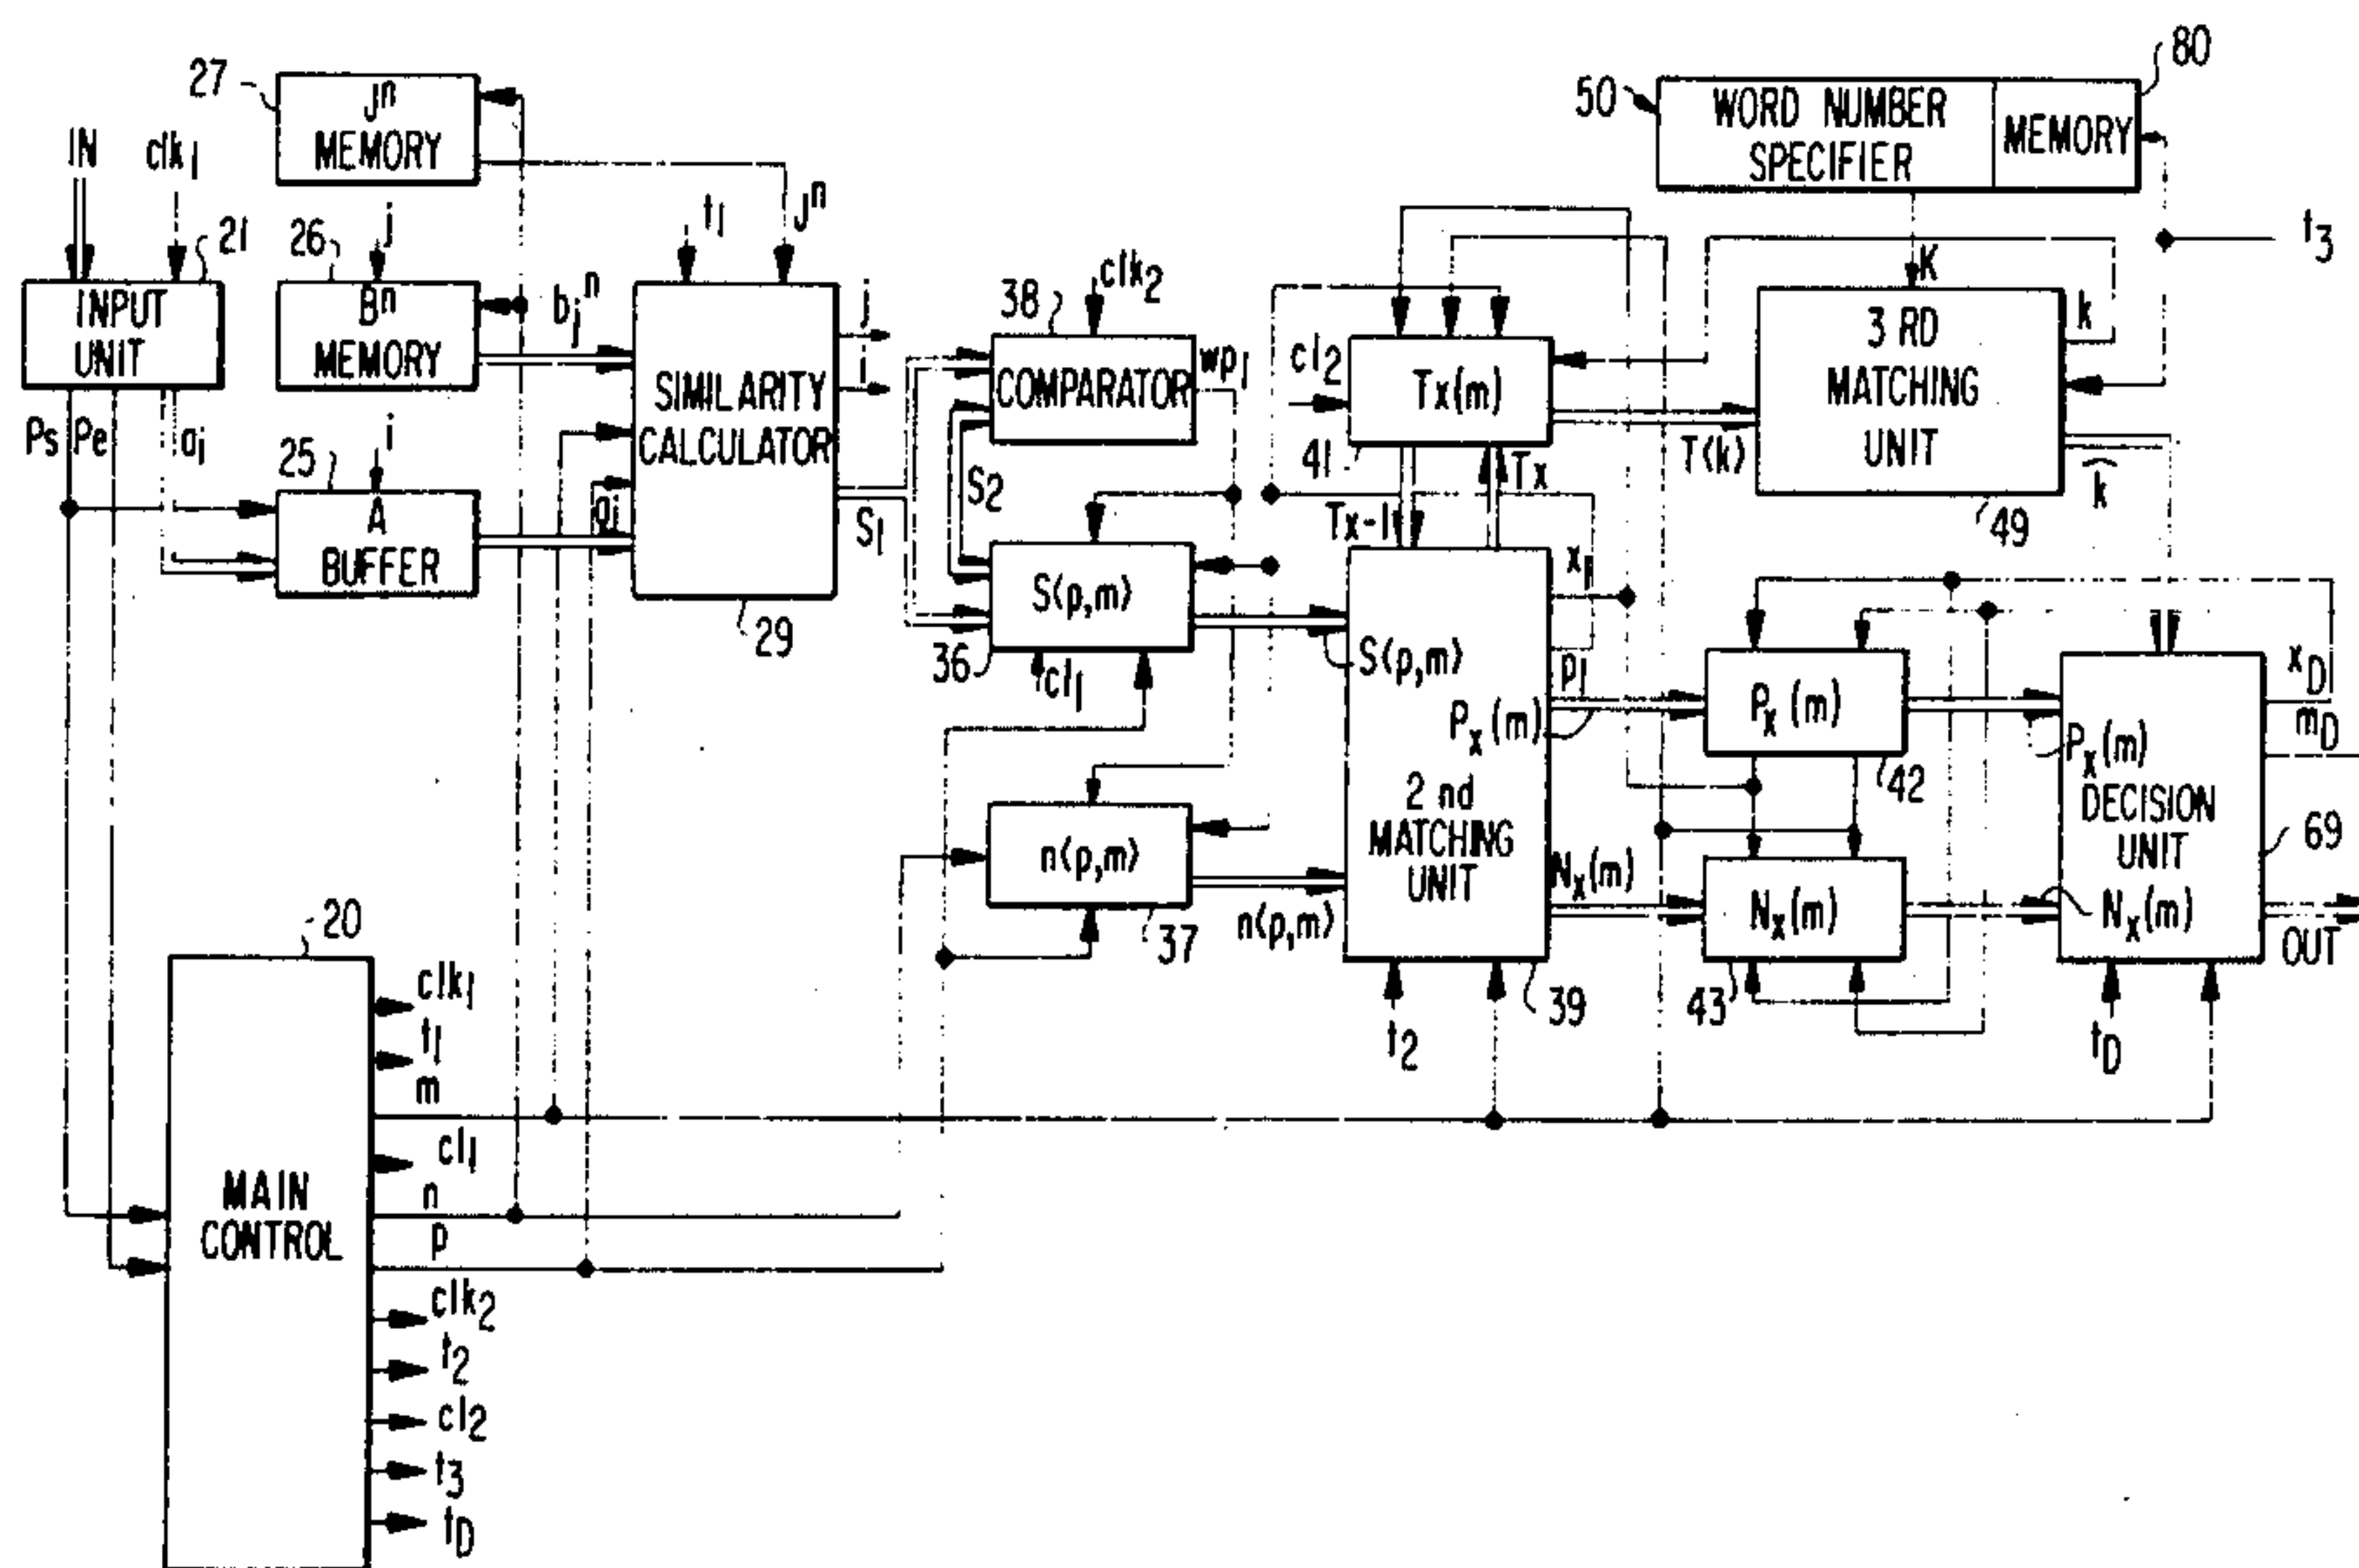 27
J^n
MEMORY
IN
clk1
21
INPUT
UNIT
Ps
Pe
ai
26
j
B^n
MEMORY
bj^n
25
i
A
BUFFER
ai
t1
J^n
SIMILARITY
CALCULATOR
29
j
i
S1
S2
38
clk2
COMPARATOR
wp1
S(p,m)
36
cl1
n(p,m)
37
cl2
Tx(m)
41
Tx-1
Tx
T(k)
50
WORD NUMBER
SPECIFIER
MEMORY
80
K
t3
3 RD
MATCHING
UNIT
k
k̂
49
x1
p1
S(p,m)
Px(m)
2 nd
MATCHING
UNIT
Nx(m)
n(p,m)
t2
39
Px(m)
42
Nx(m)
43
Px(m)
DECISION
UNIT
Nx(m)
xD
mD
69
OUT
tD
20
MAIN
CONTROL
clk1
t1
m
cl1
n
p
clk2
t2
cl2
t3
tD